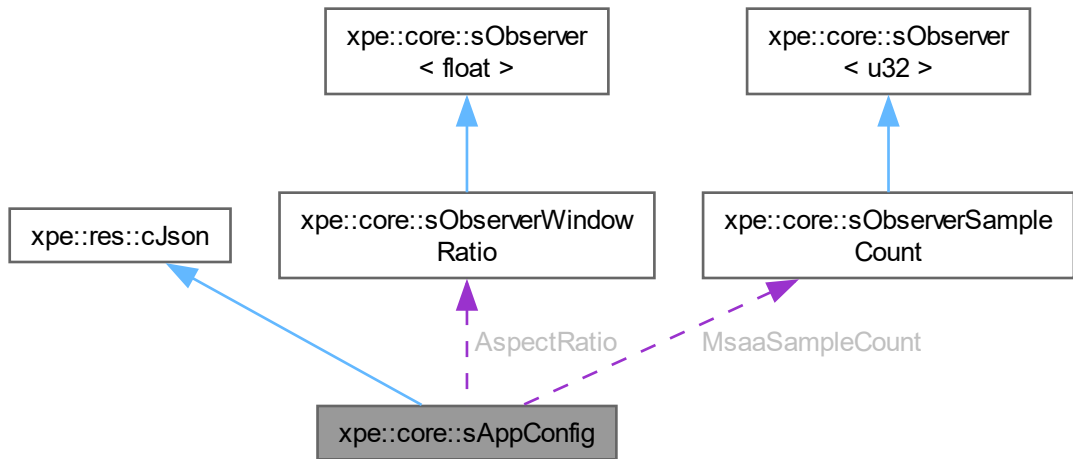 xpe::core::sObserver
< float >
xpe::core::sObserver
< u32 >
xpe::res::cJson
xpe::core::sObserverWindow
Ratio
xpe::core::sObserverSample
Count
AspectRatio
MsaaSampleCount
xpe::core::sAppConfig